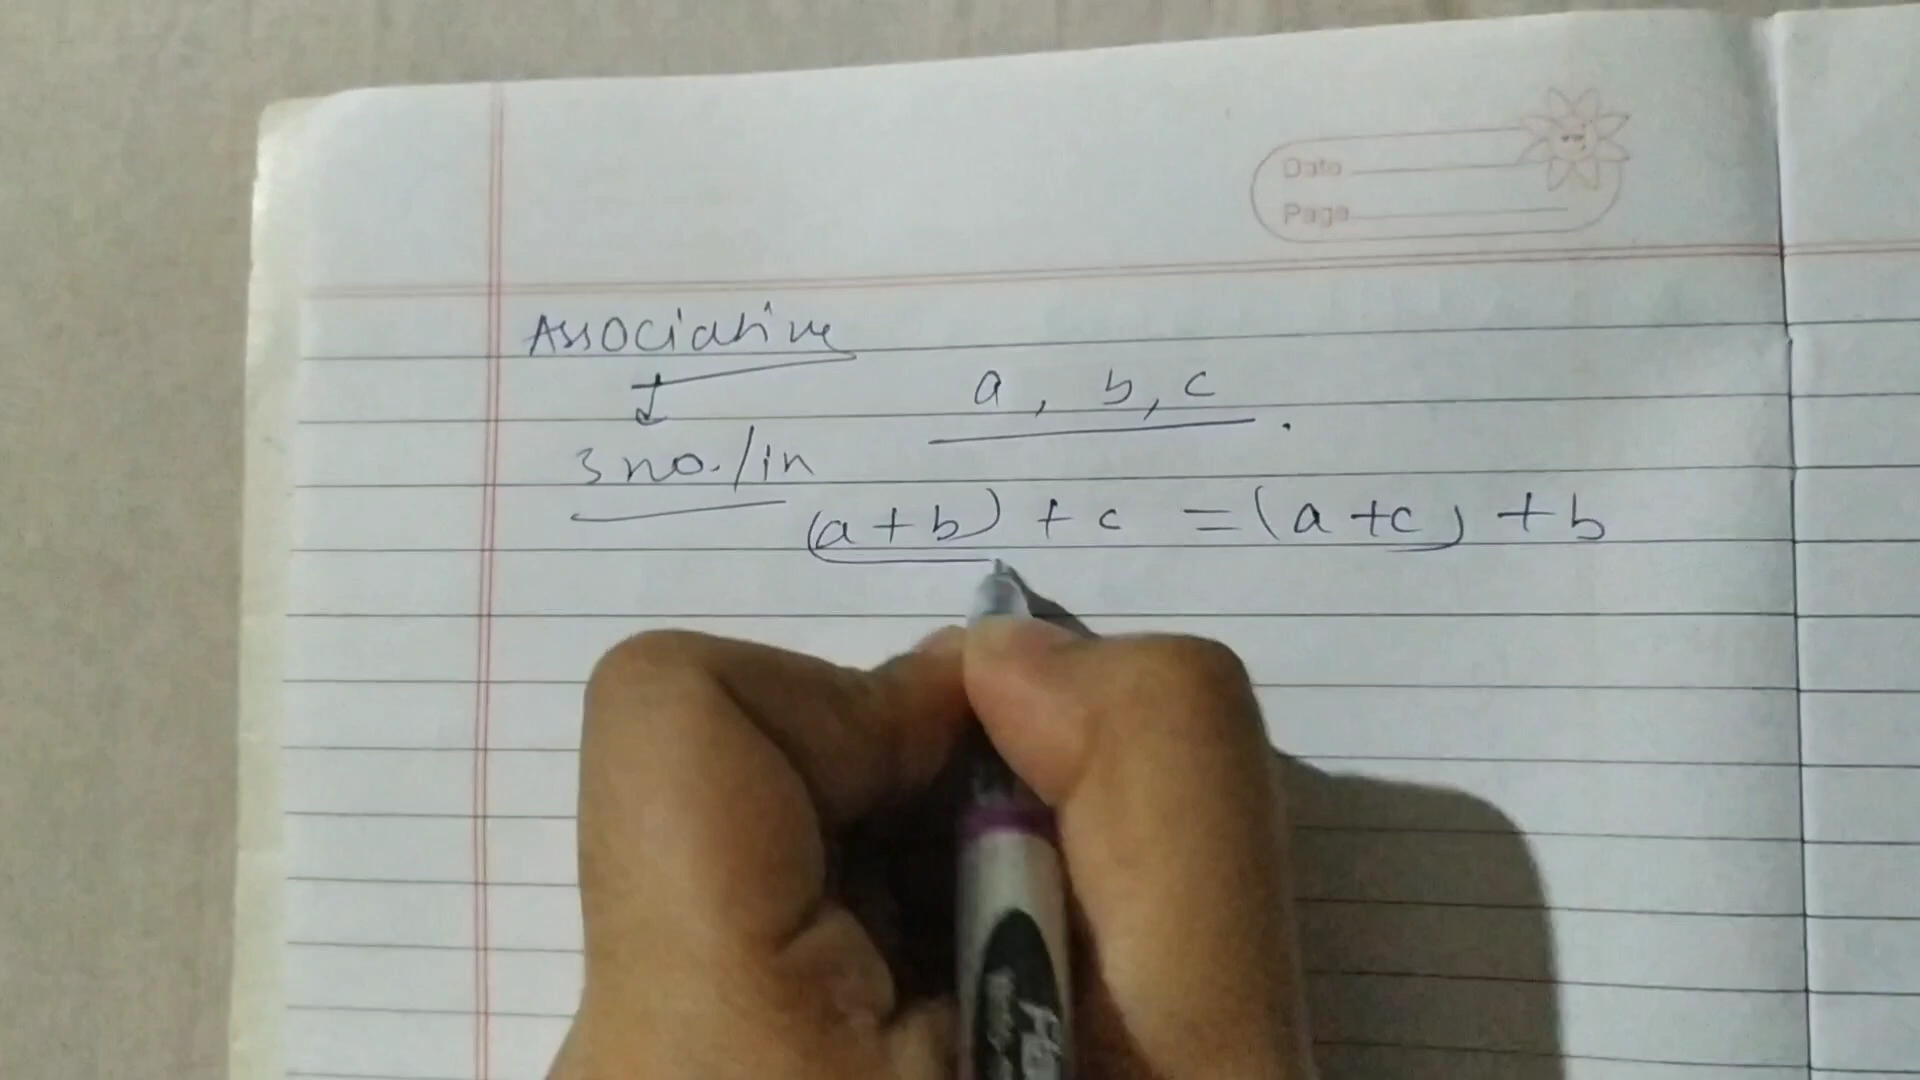 Date
Page
Associative
a, b, c.
3 no./in
(a+b) + c = (a+c) + b